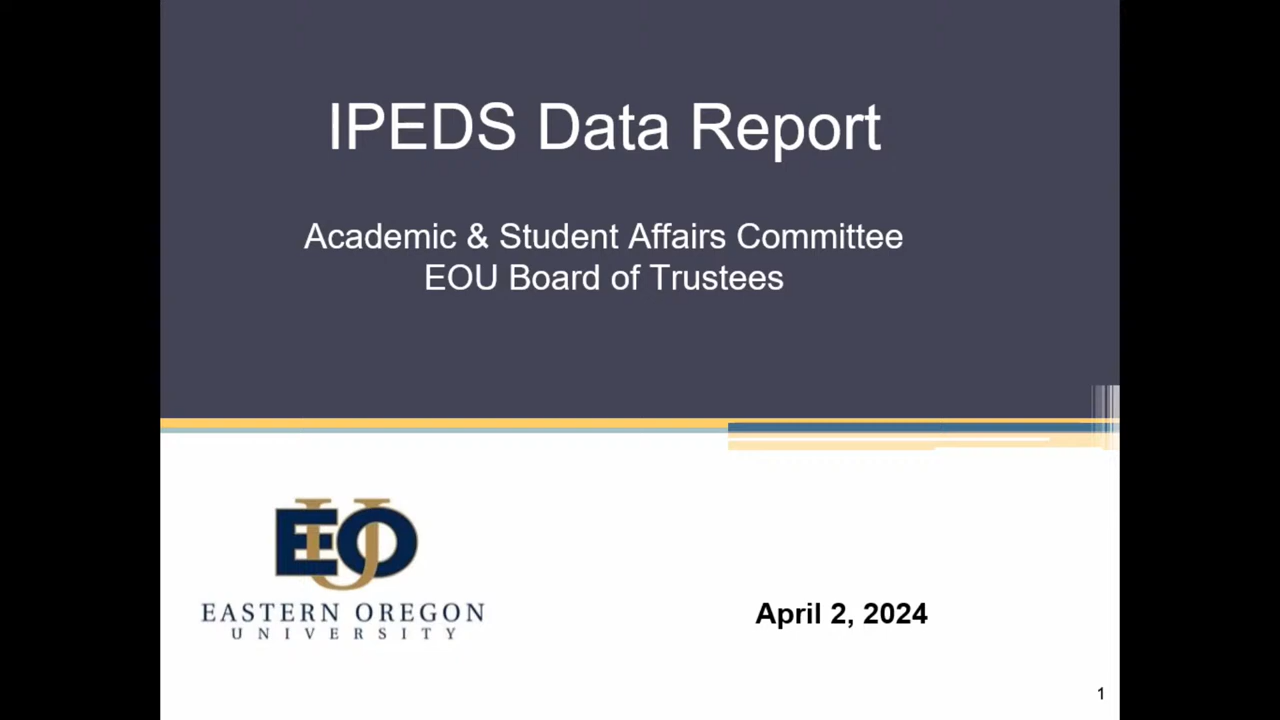 IPEDS Data Report
Academic & Student Affairs Committee
EOU Board of Trustees
EOU
EASTERN OREGON
UNIVERSITY
April 2, 2024
1